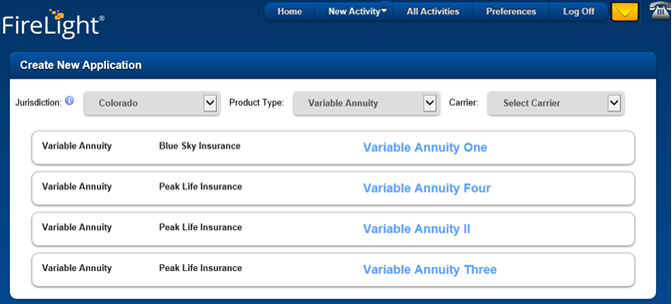 FireLight®
Home New Activity All Activities Preferences Log Off
Create New Application
Jurisdiction: Colorado Product Type: Variable Annuity Carrier: Select Carrier
Variable Annuity Blue Sky Insurance Variable Annuity One
Variable Annuity Peak Life Insurance Variable Annuity Four
Variable Annuity Peak Life Insurance Variable Annuity II
Variable Annuity Peak Life Insurance Variable Annuity Three